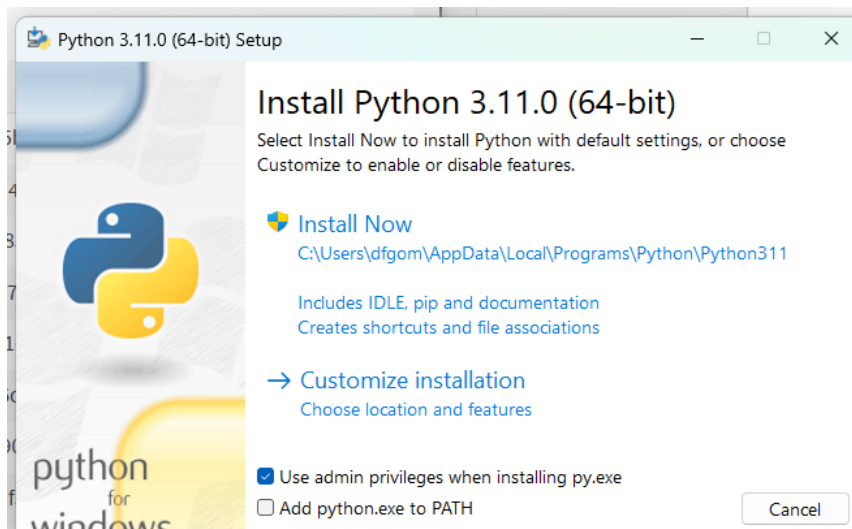 Python 3.11.0 (64-bit) Setup
Install Python 3.11.0 (64-bit)
Select Install Now to install Python with default settings, or choose
Customize to enable or disable features.
Install Now
C:\Users\dfgom\AppData\Local\Programs\Python\Python311
Includes IDLE, pip and documentation
Creates shortcuts and file associations
Customize installation
Choose location and features
python
for
windows
Use admin privileges when installing py.exe
Add python.exe to PATH
Cancel